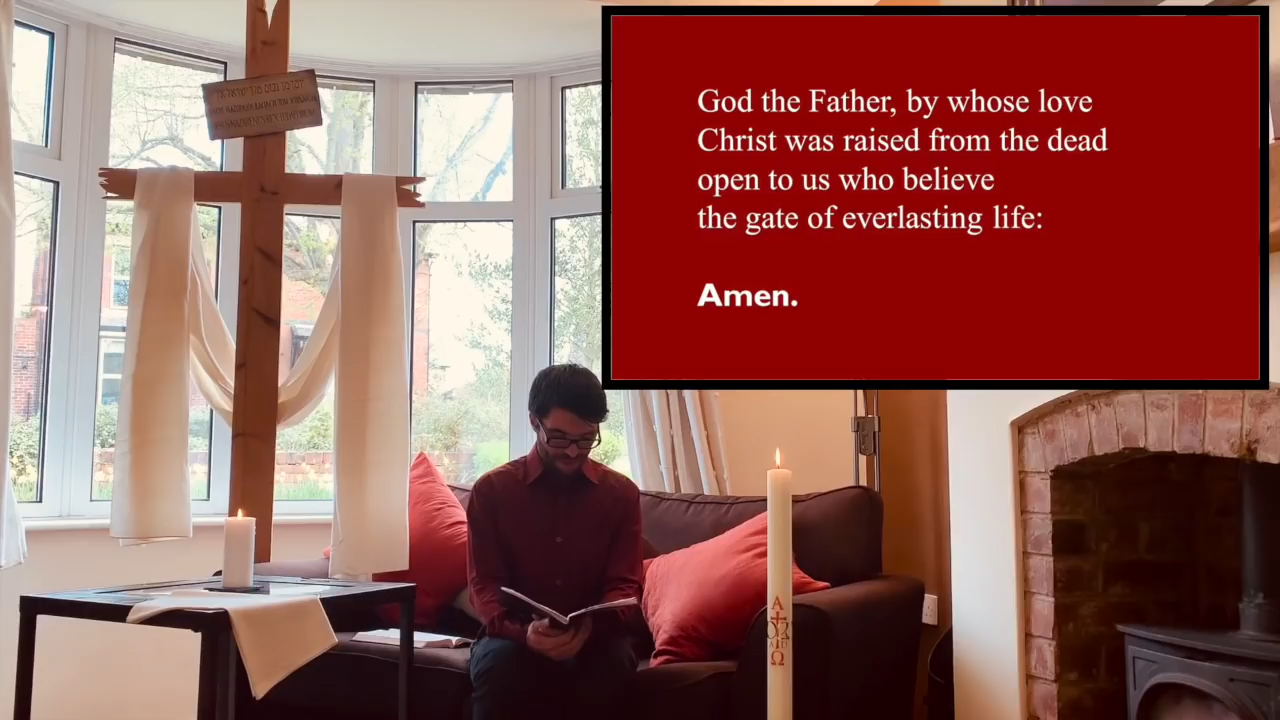 God the Father, by whose love
Christ was raised from the dead
open to us who believe
the gate of everlasting life:
Amen.
Α
Ω